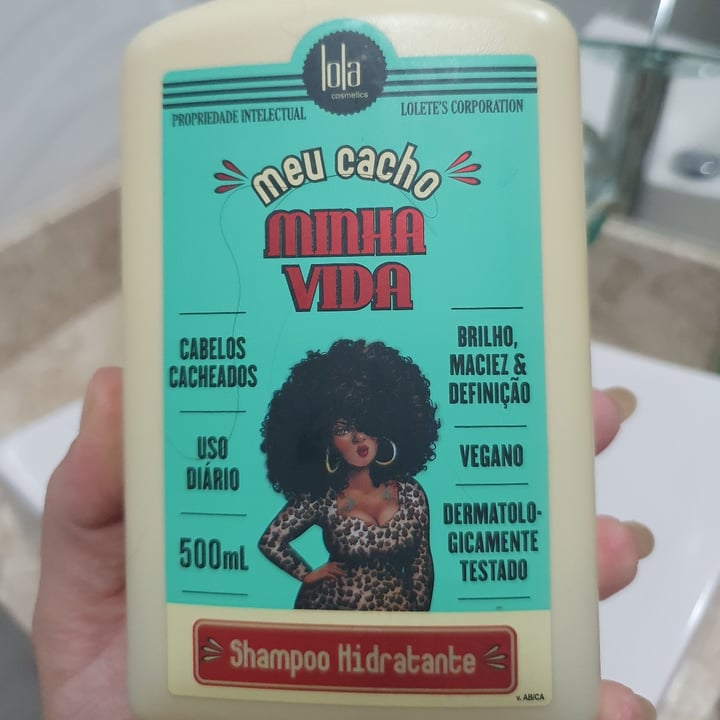 lola
cosmetics
PROPRIEDADE INTELECTUAL
LOLETE'S CORPORATION
meu cacho
MINHA
VIDA
CABELOS
CACHEADOS
USO
DIÁRIO
500mL
BRILHO,
MACIEZ &
DEFINIÇÃO
VEGANO
DERMATOLO-
GICAMENTE
TESTADO
Shampoo Hidratante
v. AB/CA